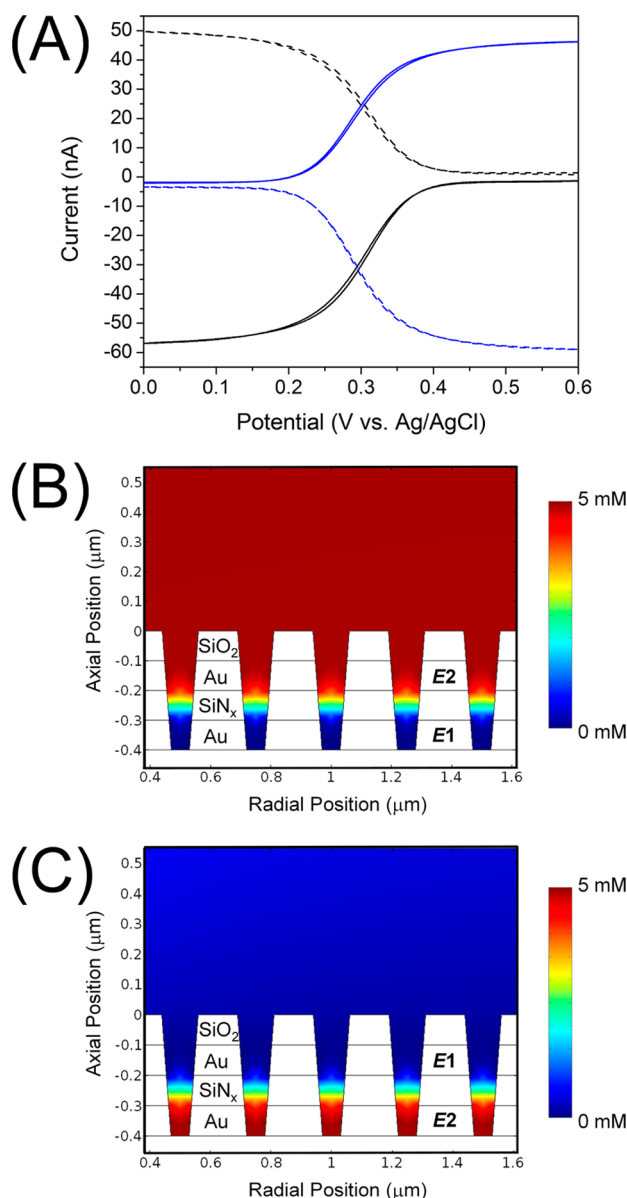 (A)
50
40
30
20
10
0
-10
-20
-30
-40
-50
-60
Current (nA)
0.0 0.1 0.2 0.3 0.4 0.5 0.6
Potential (V vs. Ag/AgCl)
(B)
0.5
0.4
0.3
0.2
0.1
0
-0.1
-0.2
-0.3
-0.4
Axial Position (μm)
SiO₂
Au E2
SiNₓ
Au E1
0.4 0.6 0.8 1 1.2 1.4 1.6
Radial Position (μm)
5 mM
0 mM
(C)
0.5
0.4
0.3
0.2
0.1
0
-0.1
-0.2
-0.3
-0.4
Axial Position (μm)
SiO₂
Au E1
SiNₓ
Au E2
0.4 0.6 0.8 1 1.2 1.4 1.6
Radial Position (μm)
5 mM
0 mM